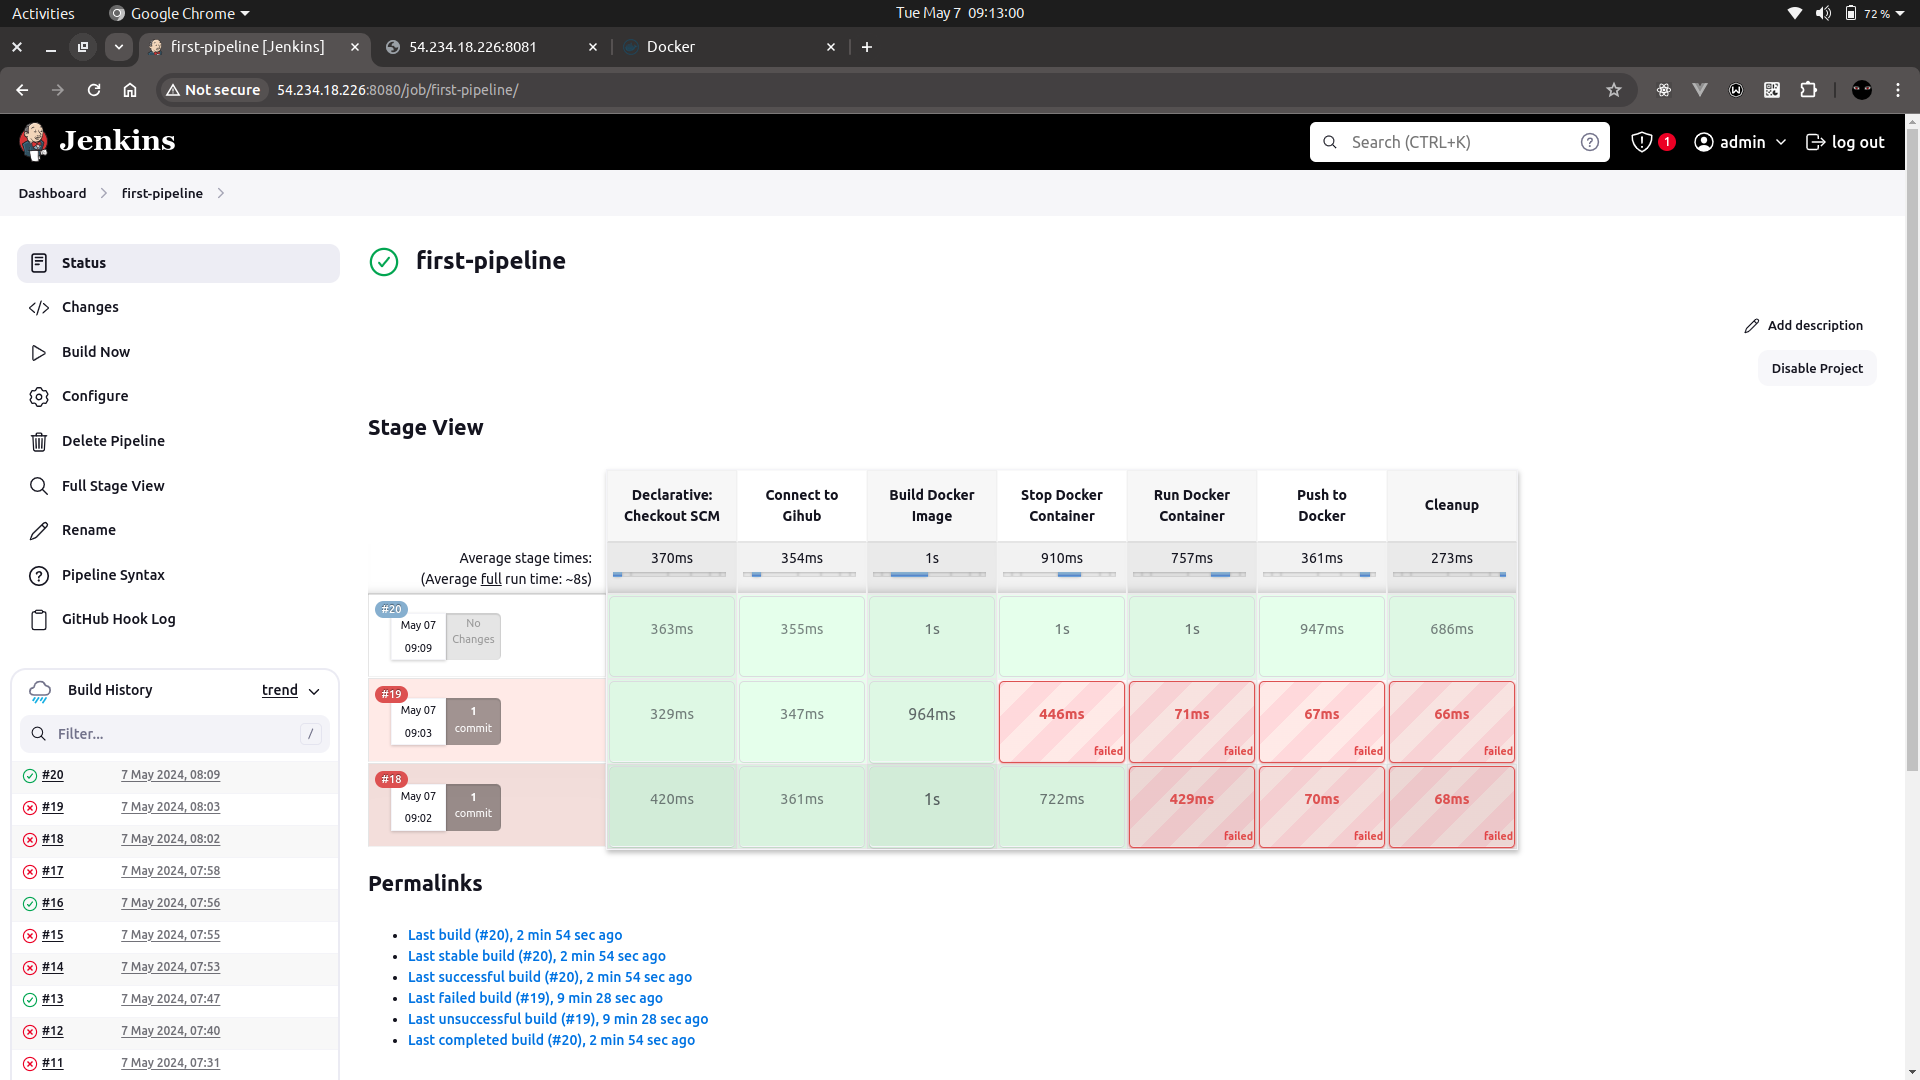 Activities
Google Chrome
Tue May 7 09:13:00
72 %
first-pipeline [Jenkins]
54.234.18.226:8081
Docker
Not secure
54.234.18.226:8080/job/first-pipeline/
Jenkins
Search (CTRL+K)
?
1
admin
log out
Dashboard
first-pipeline
Status
Changes
Build Now
Configure
Delete Pipeline
Full Stage View
Rename
Pipeline Syntax
GitHub Hook Log
Build History
trend
Filter...
/
#20 7 May 2024, 08:09
#19 7 May 2024, 08:03
#18 7 May 2024, 08:02
#17 7 May 2024, 07:58
#16 7 May 2024, 07:56
#15 7 May 2024, 07:55
#14 7 May 2024, 07:53
#13 7 May 2024, 07:47
#12 7 May 2024, 07:40
#11 7 May 2024, 07:31
first-pipeline
Add description
Disable Project
Stage View
Declarative:
Checkout SCM
Connect to
Gihub
Build Docker
Image
Stop Docker
Container
Run Docker
Container
Push to
Docker
Cleanup
Average stage times:
(Average full run time: ~8s)
370ms 354ms 1s 910ms 757ms 361ms 273ms
#20
May 07
09:09
No
Changes
363ms 355ms 1s 1s 1s 947ms 686ms
#19
May 07
09:03
1
commit
329ms 347ms 964ms 446ms 71ms 67ms 66ms
failed failed failed failed
#18
May 07
09:02
1
commit
420ms 361ms 1s 722ms 429ms 70ms 68ms
failed failed failed
Permalinks
Last build (#20), 2 min 54 sec ago
Last stable build (#20), 2 min 54 sec ago
Last successful build (#20), 2 min 54 sec ago
Last failed build (#19), 9 min 28 sec ago
Last unsuccessful build (#19), 9 min 28 sec ago
Last completed build (#20), 2 min 54 sec ago